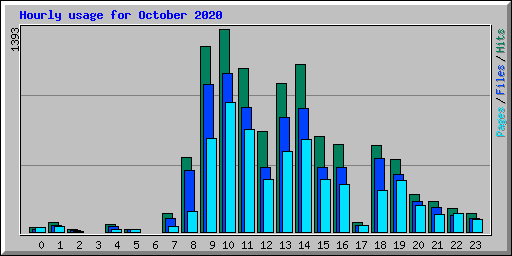 Hourly usage for October 2020
1393
Pages/Files/Hits
0 1 2 3 4 5 6 7 8 9 10 11 12 13 14 15 16 17 18 19 20 21 22 23